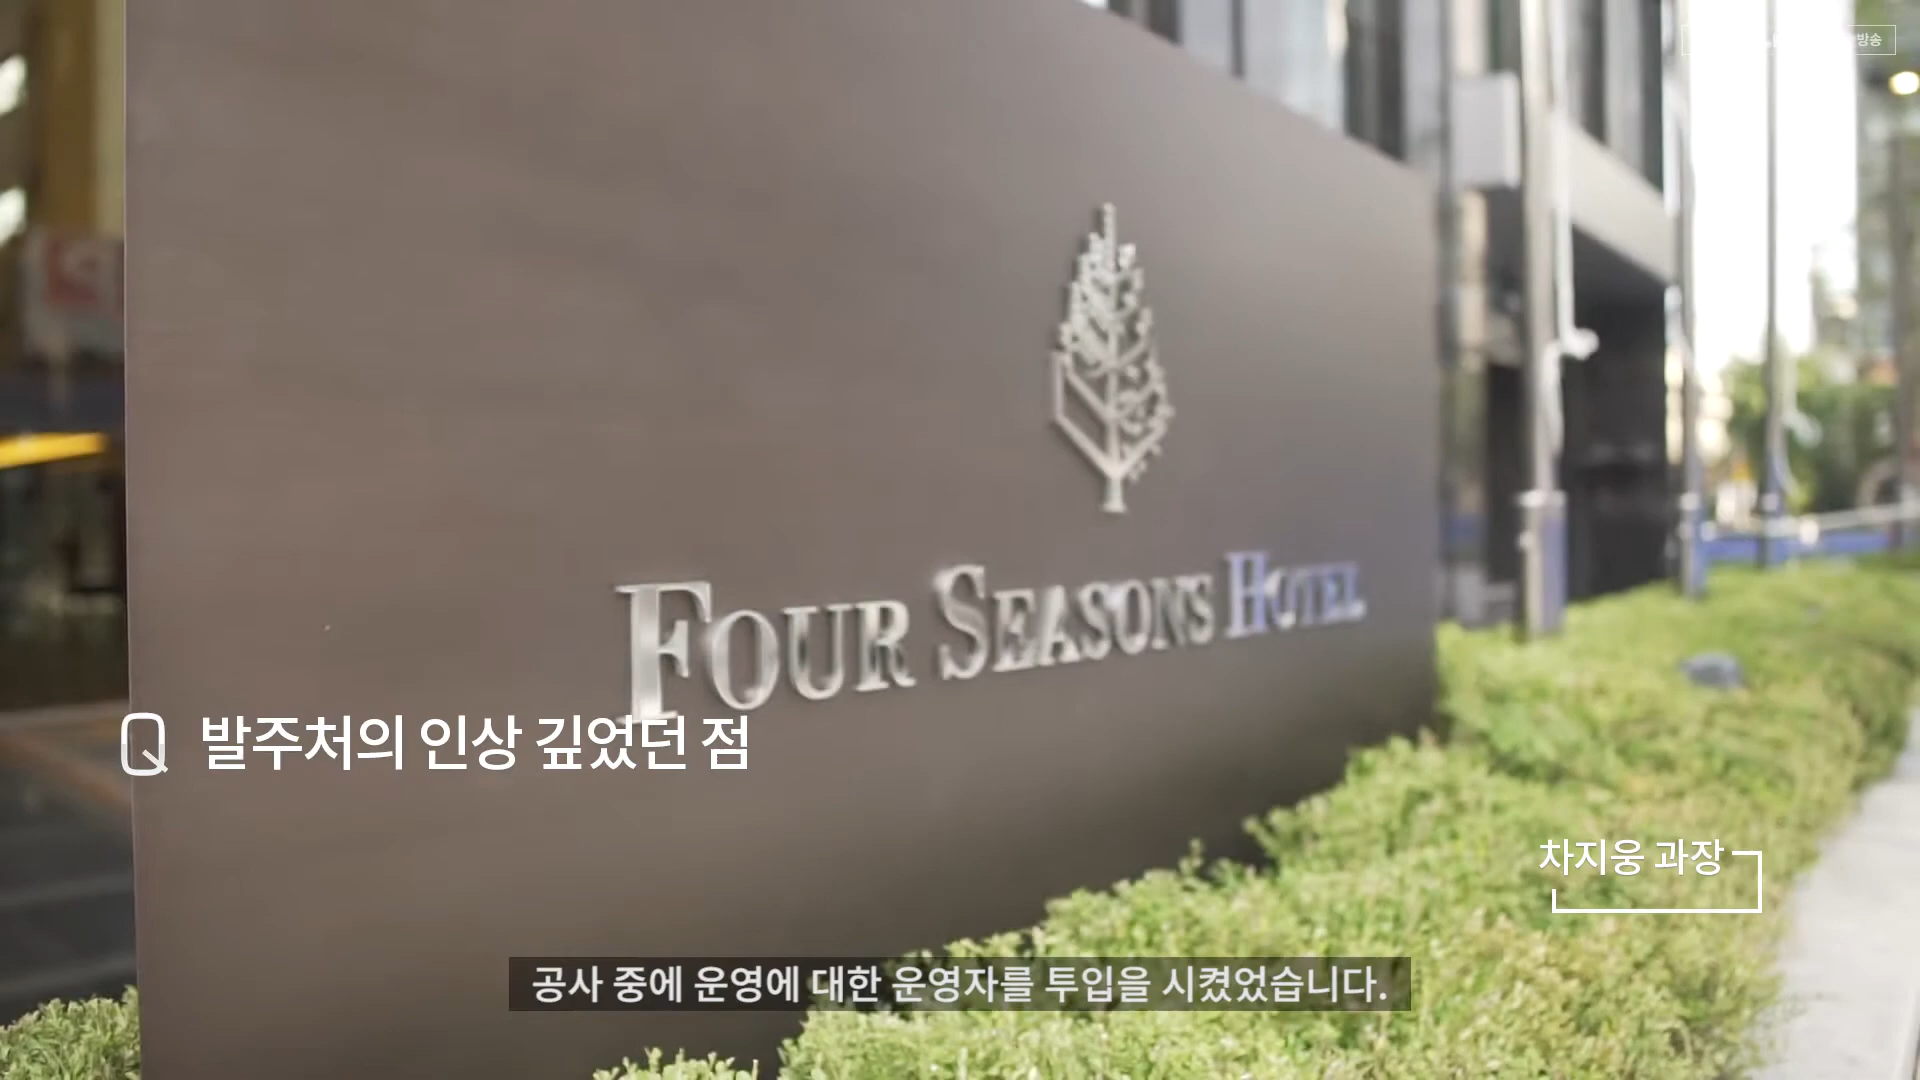 방송
FOUR SEASONS HOTEL
Q 발주처의 인상 깊었던 점
차지웅 과장
공사 중에 운영에 대한 운영자를 투입을 시켰었습니다.